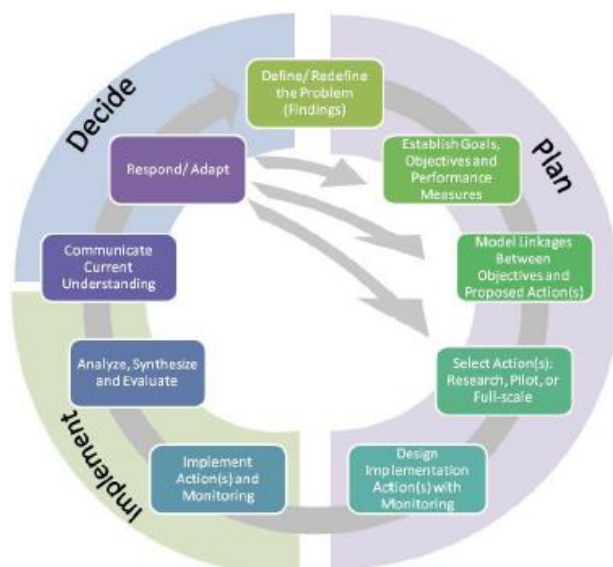 Decide
Plan
Implement
Define/ Redefine
the Problem
(Findings)
Establish Goals,
Objectives and
Performance
Measures
Model Linkages
Between
Objectives and
Proposed Action(s)
Select Action(s):
Research, Pilot, or
Full-scale
Design
Implementation
Action(s) with
Monitoring
Implement
Action(s) and
Monitoring
Analyze, Synthesize
and Evaluate
Communicate
Current
Understanding
Respond/ Adapt